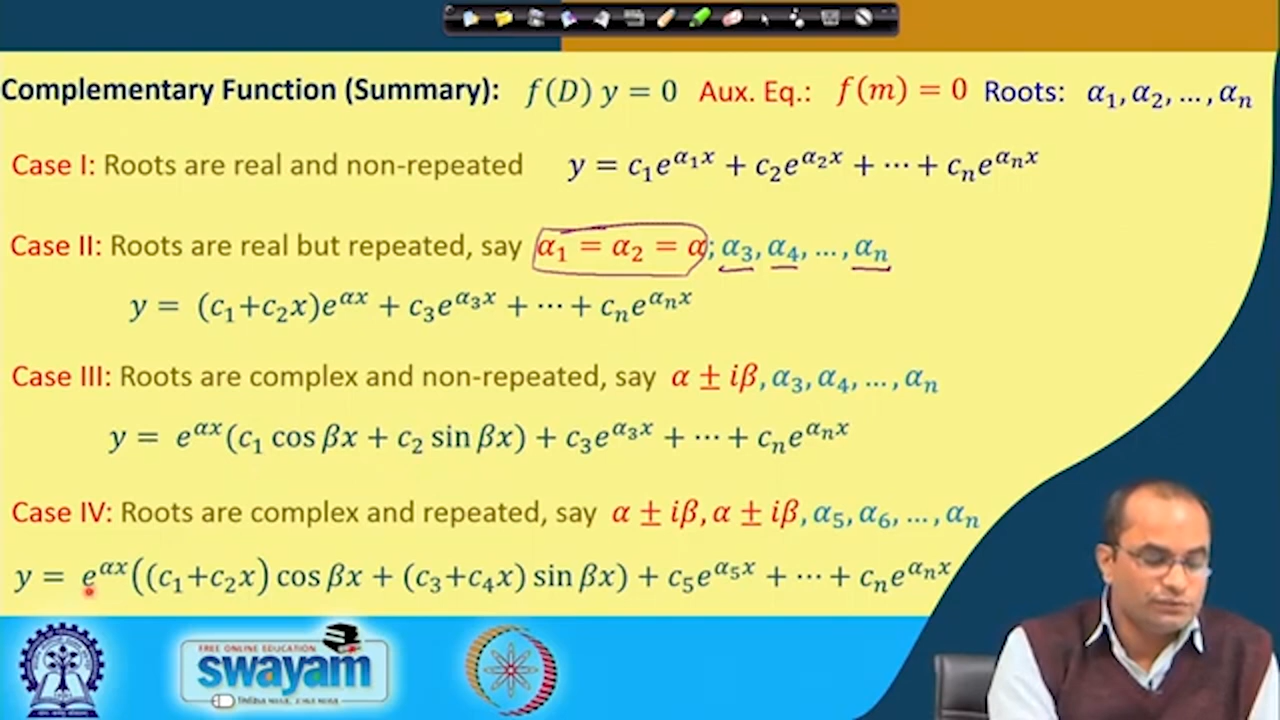 Complementary Function (Summary): f(D) y = 0 Aux. Eq.: f(m) = 0 Roots: α₁, α₂, …, αₙ
Case I: Roots are real and non-repeated y = c₁e^{α₁x} + c₂e^{α₂x} + ⋯ + cₙe^{αₙx}
Case II: Roots are real but repeated, say α₁ = α₂ = α; α₃, α₄, …, αₙ
y = (c₁+c₂x)e^{αx} + c₃e^{α₃x} + ⋯ + cₙe^{αₙx}
Case III: Roots are complex and non-repeated, say α ± iβ, α₃, α₄, …, αₙ
y = e^{αx}(c₁ cos βx + c₂ sin βx) + c₃e^{α₃x} + ⋯ + cₙe^{αₙx}
Case IV: Roots are complex and repeated, say α ± iβ, α ± iβ, α₅, α₆, …, αₙ
y = e^{αx}((c₁+c₂x) cos βx + (c₃+c₄x) sin βx) + c₅e^{α₅x} + ⋯ + cₙe^{αₙx}
FREE ONLINE EDUCATION
swayam